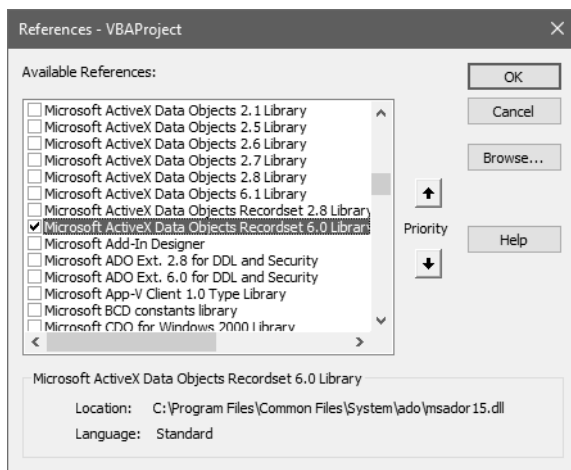 References - VBAProject
Available References:
Microsoft ActiveX Data Objects 2.1 Library
Microsoft ActiveX Data Objects 2.5 Library
Microsoft ActiveX Data Objects 2.6 Library
Microsoft ActiveX Data Objects 2.7 Library
Microsoft ActiveX Data Objects 2.8 Library
Microsoft ActiveX Data Objects 6.1 Library
Microsoft ActiveX Data Objects Recordset 2.8 Library
Microsoft ActiveX Data Objects Recordset 6.0 Library
Microsoft Add-In Designer
Microsoft ADO Ext. 2.8 for DDL and Security
Microsoft ADO Ext. 6.0 for DDL and Security
Microsoft App-V Client 1.0 Type Library
Microsoft BCD constants library
Microsoft CDO for Windows 2000 Library
OK
Cancel
Browse...
Priority
Help
Microsoft ActiveX Data Objects Recordset 6.0 Library
Location: C:\Program Files\Common Files\System\ado\msador15.dll
Language: Standard